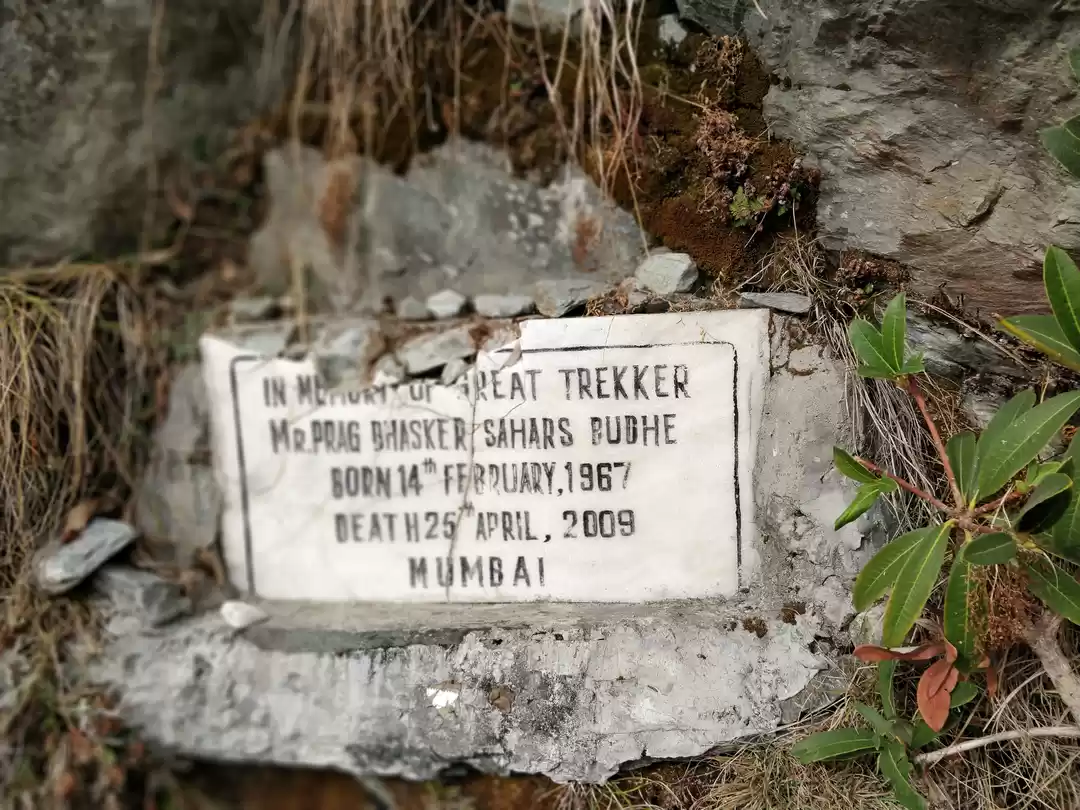 IN MEMORY OF GREAT TREKKER
MR. PRAG BHASKER SAHARS BUDHE
BORN 14th FEBRUARY, 1967
DEATH 25th APRIL, 2009
MUMBAI